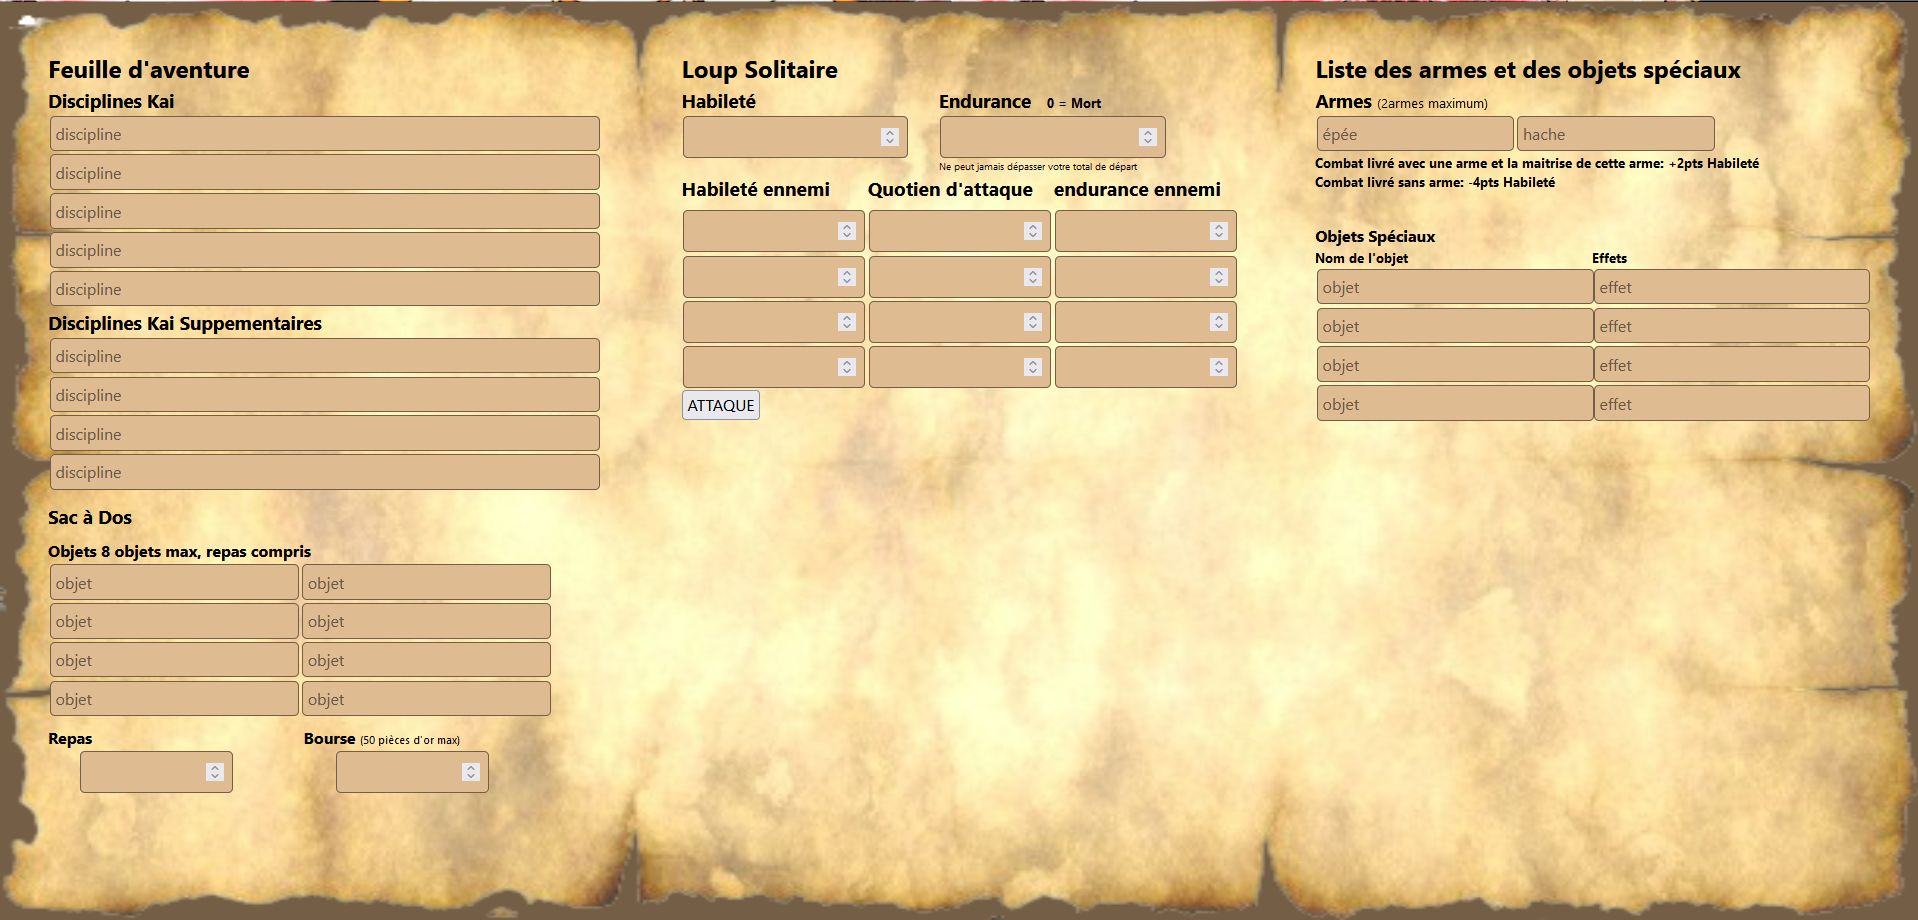 Feuille d'aventure
Disciplines Kai
discipline
discipline
discipline
discipline
discipline
Disciplines Kai Suppementaires
discipline
discipline
discipline
discipline
Sac à Dos
Objets 8 objets max, repas compris
objet objet
objet objet
objet objet
objet objet
Repas Bourse (50 pièces d'or max)
Loup Solitaire
Habileté Endurance 0 = Mort
Ne peut jamais dépasser votre total de départ
Habileté ennemi Quotien d'attaque endurance ennemi
ATTAQUE
Liste des armes et des objets spéciaux
Armes (2armes maximum)
épée hache
Combat livré avec une arme et la maitrise de cette arme: +2pts Habileté
Combat livré sans arme: -4pts Habileté
Objets Spéciaux
Nom de l'objet Effets
objet effet
objet effet
objet effet
objet effet